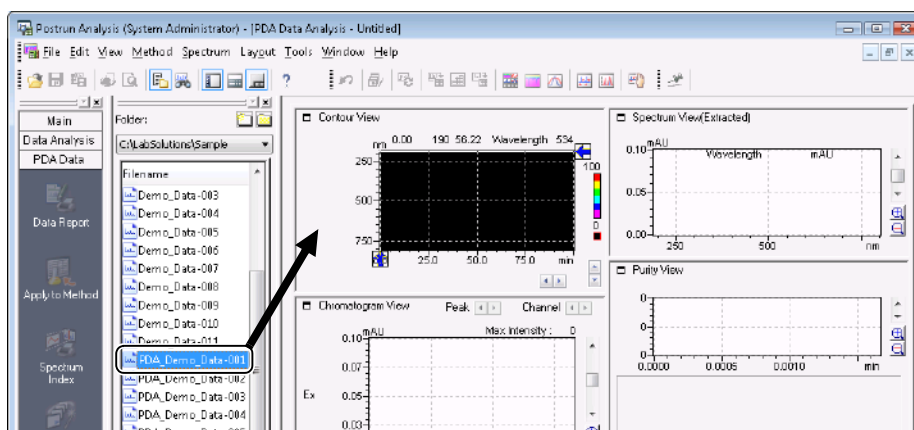 Postrun Analysis (System Administrator) - [PDA Data Analysis - Untitled]
File Edit View Method Spectrum Layout Tools Window Help
?
Main
Data Analysis
PDA Data
Data Report
Apply to Method
Spectrum
Index
Folder:
C:\LabSolutions\Sample
Filename
Demo_Data-003
Demo_Data-004
Demo_Data-005
Demo_Data-006
Demo_Data-007
Demo_Data-008
Demo_Data-009
Demo_Data-010
Demo_Data-011
PDA_Demo_Data-001
PDA_Demo_Data-002
PDA_Demo_Data-003
PDA_Demo_Data-004
Contour View
nm 0.00 190 56.22 Wavelength 534
250
500
750
25.0 50.0 75.0 min
100
0
Chromatogram View Peak Channel
mAU Max Intensity : 0
0.10
0.07
Ex 0.05
0.03
Spectrum View(Extracted)
mAU
0.10
Wavelength mAU
0.05
0.00
250 500 nm
Purity View
0
0
0
0.0000 0.0005 0.0010 min